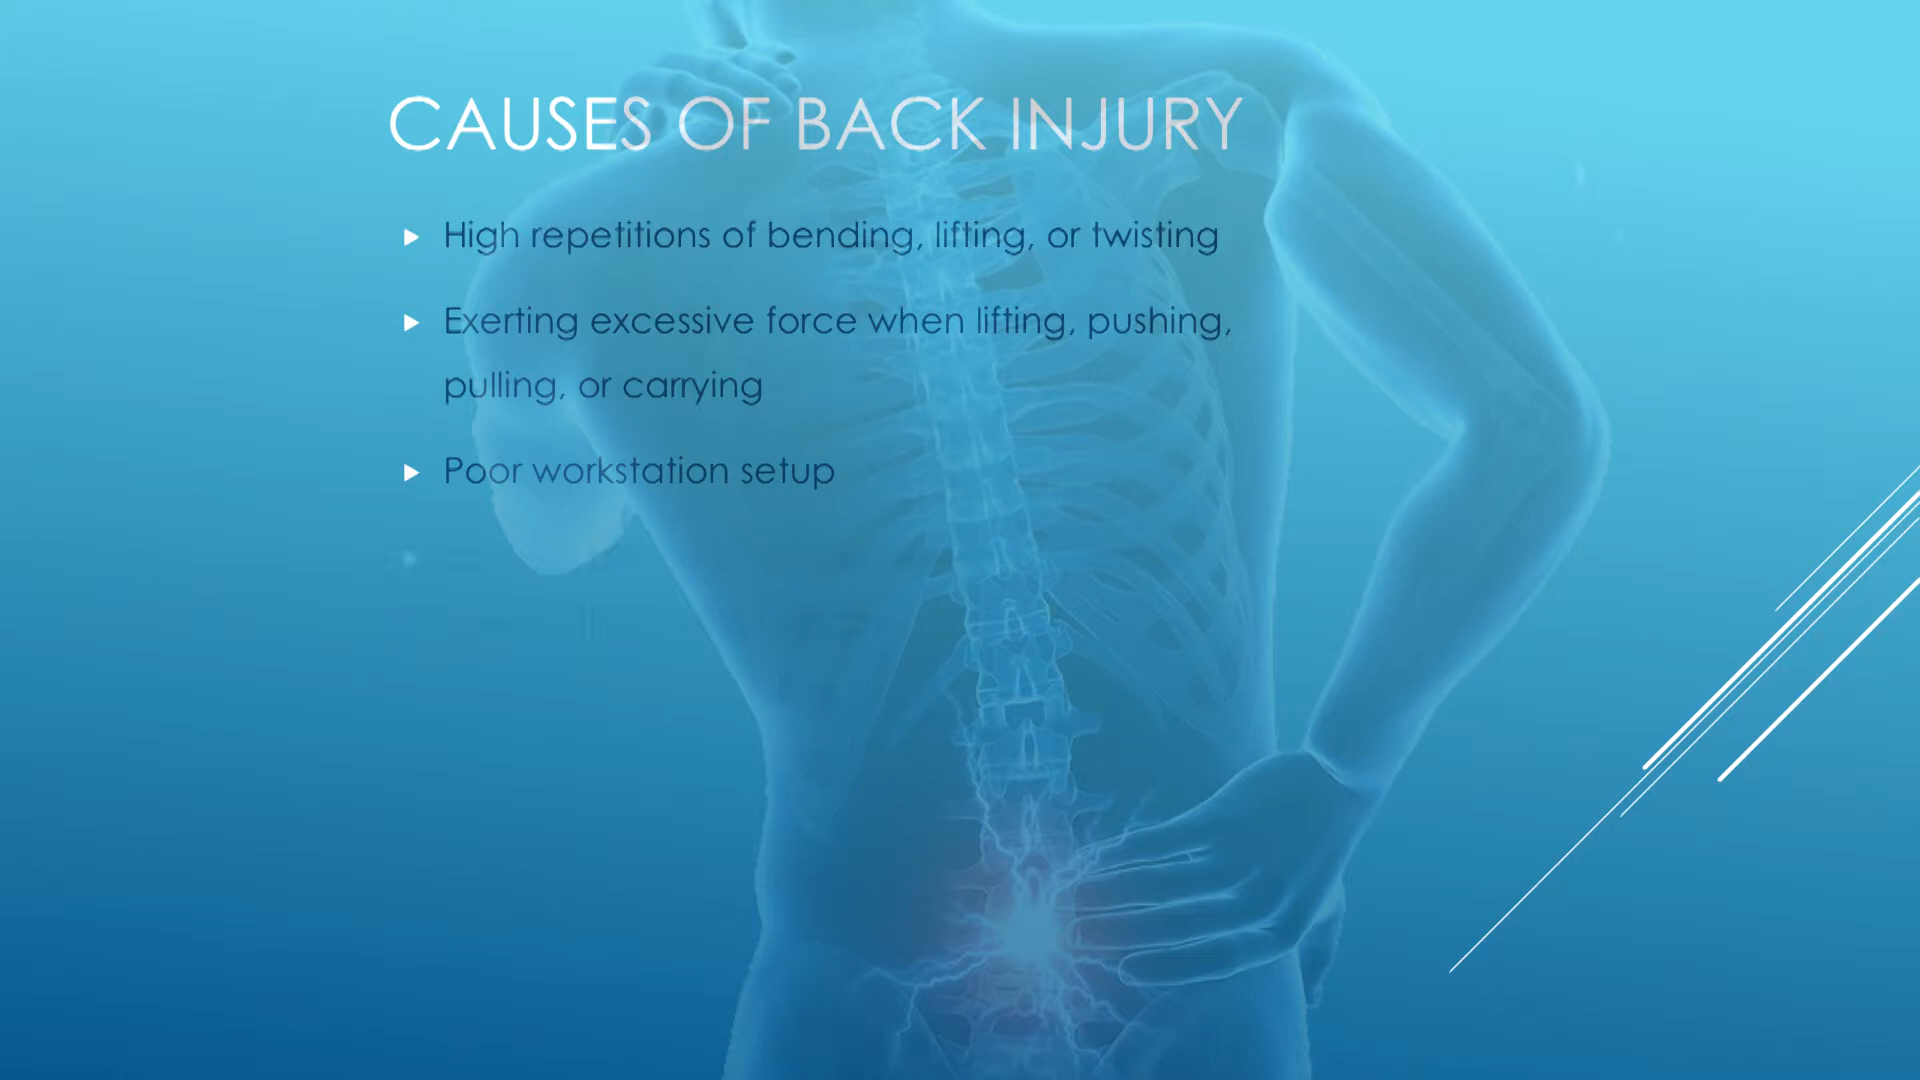 CAUSES OF BACK INJURY
High repetitions of bending, lifting, or twisting
Exerting excessive force when lifting, pushing,
pulling, or carrying
Poor workstation setup